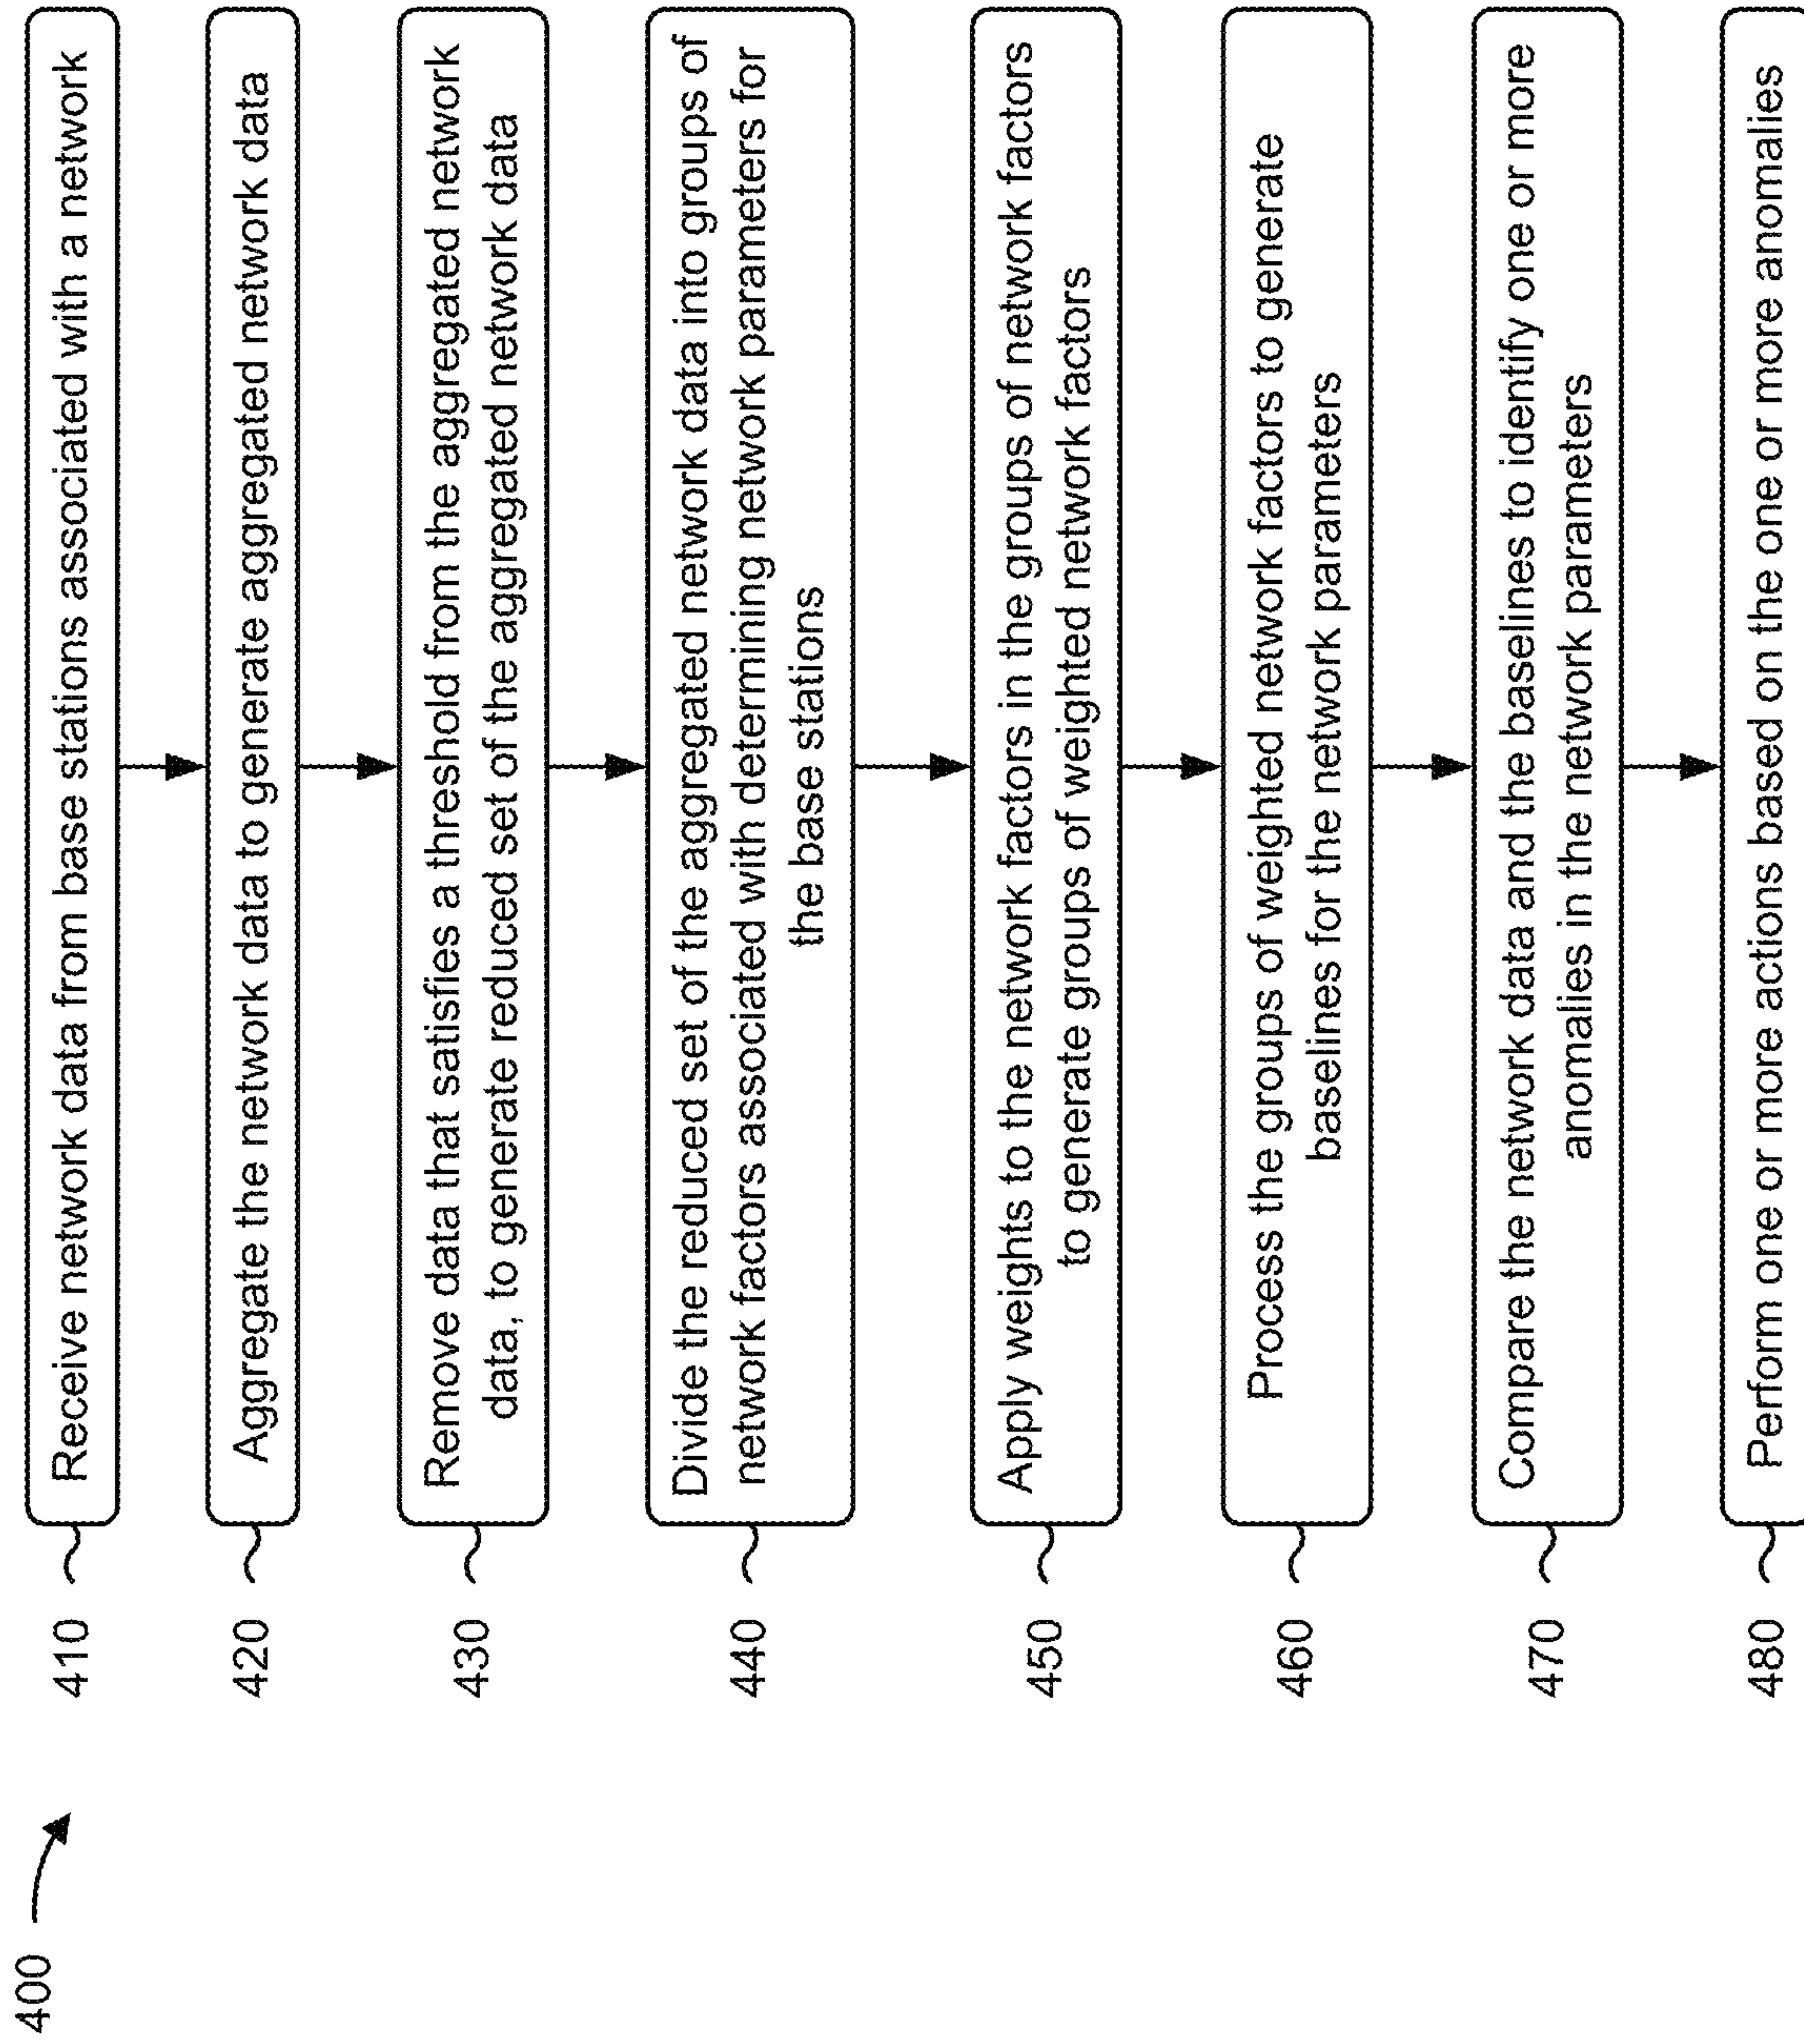 400
410
Receive network data from base stations associated with a network
420
Aggregate the network data to generate aggregated network data
430
Remove data that satisfies a threshold from the aggregated network
data, to generate reduced set of the aggregated network data
440
Divide the reduced set of the aggregated network data into groups of
network factors associated with determining network parameters for
the base stations
450
Apply weights to the network factors in the groups of network factors
to generate groups of weighted network factors
460
Process the groups of weighted network factors to generate
baselines for the network parameters
470
Compare the network data and the baselines to identify one or more
anomalies in the network parameters
480
Perform one or more actions based on the one or more anomalies